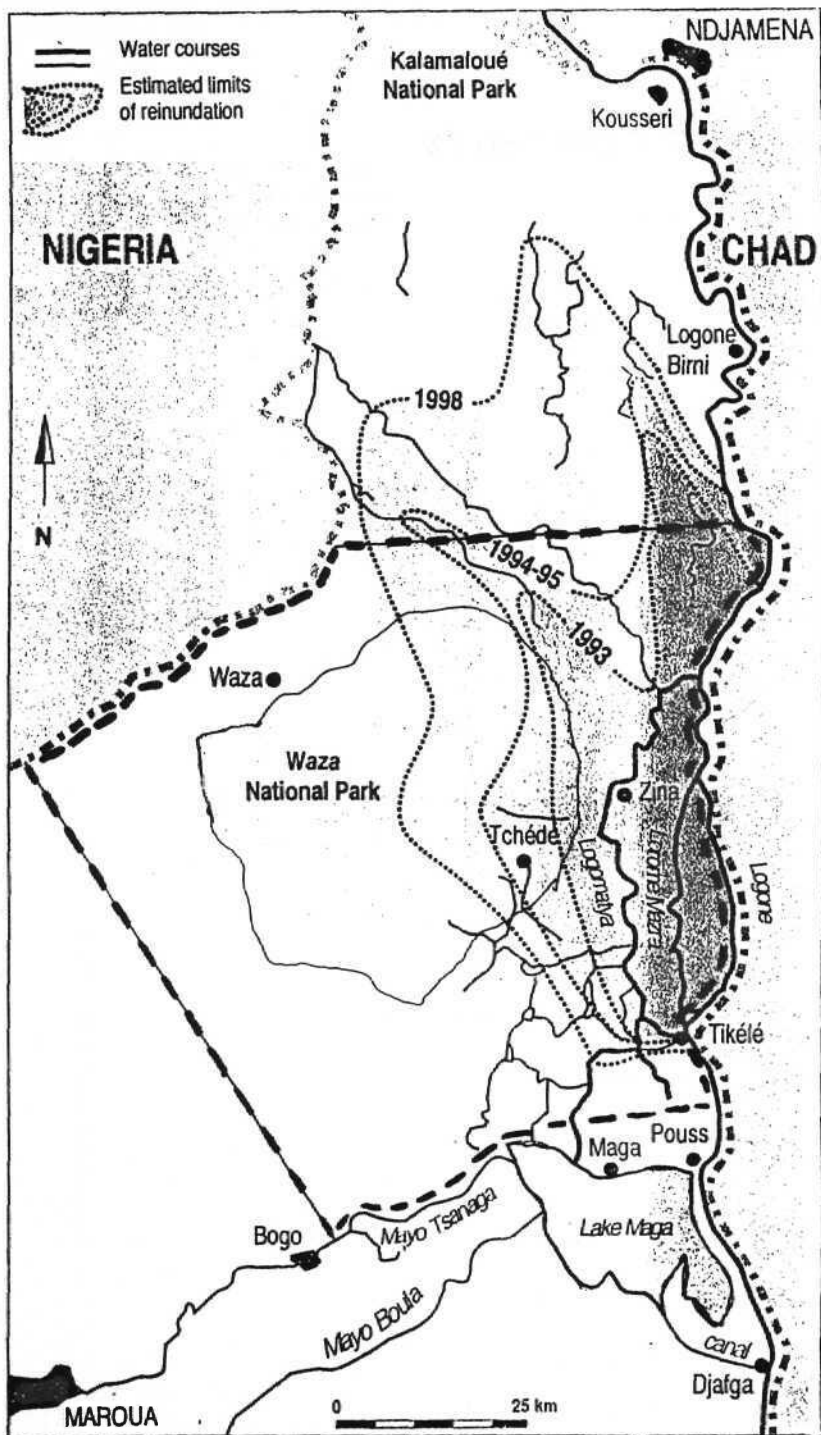 Water courses
Estimated limits
of reinundation
Kalamaloué
National Park
NDJAMENA
Kousseri
NIGERIA
CHAD
Logone
Birni
1998
N
1994-95
1993
Waza
Waza
National Park
Zina
Tchéde
Logomatya
Logone Mazra
Logone
Tikélé
Maga
Pouss
Bogo
Mayo Tsanaga
Lake Maga
Mayo Boula
canal
Djafga
MAROUA
0
25 km